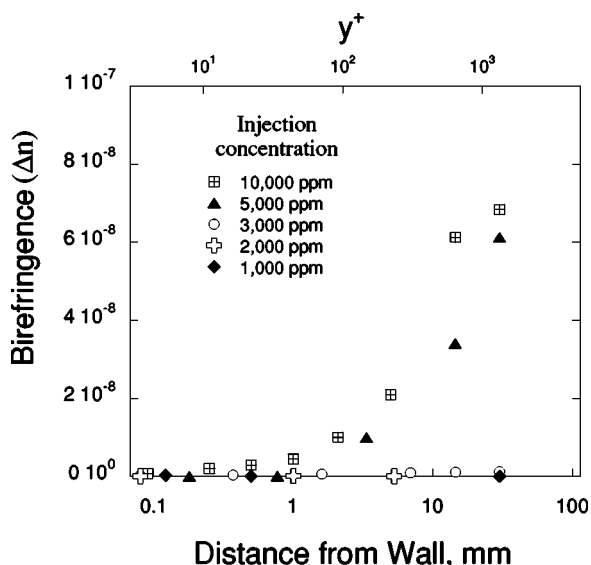 y+
10¹ 10² 10³
1 10⁻⁷
8 10⁻⁸
6 10⁻⁸
4 10⁻⁸
2 10⁻⁸
0 10⁰
Birefringence (Δn)
Injection
concentration
10,000 ppm
5,000 ppm
3,000 ppm
2,000 ppm
1,000 ppm
0.1 1 10 100
Distance from Wall, mm